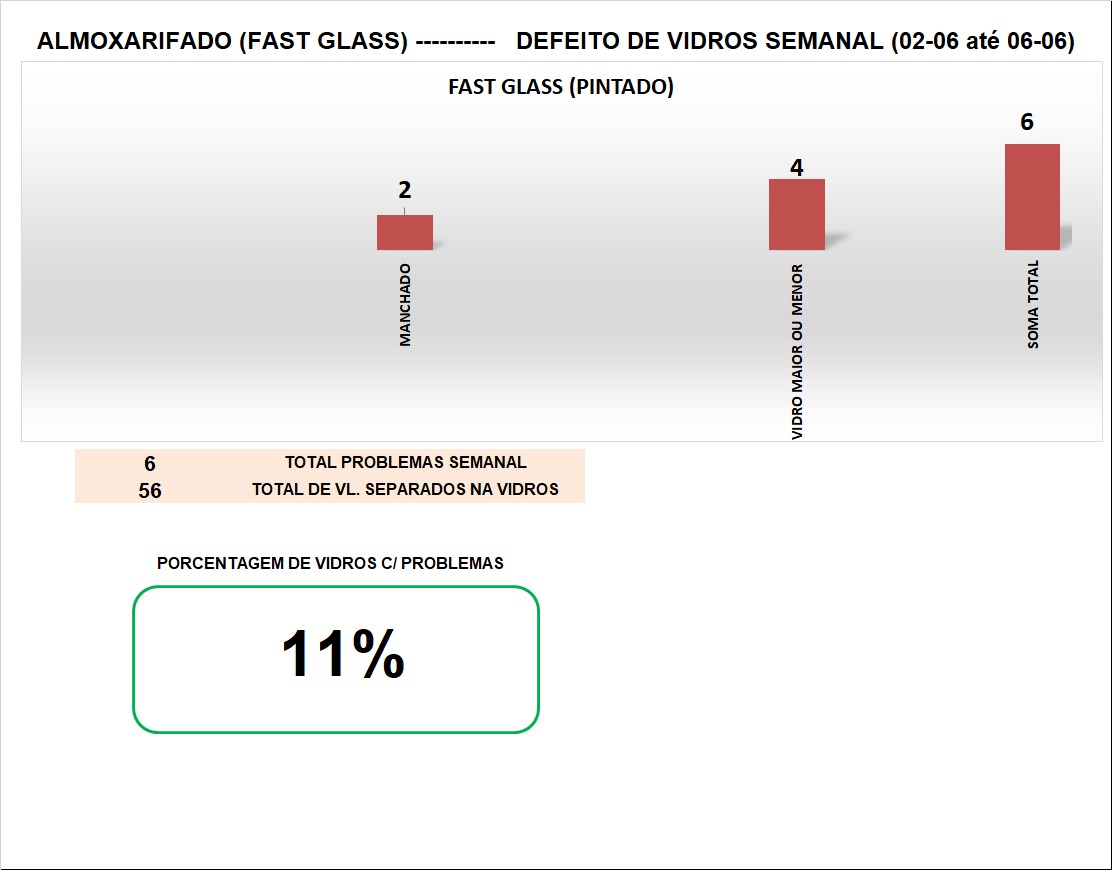 ALMOXARIFADO (FAST GLASS) ---------- DEFEITO DE VIDROS SEMANAL (02-06 até 06-06)
FAST GLASS (PINTADO)
2
4
6
MANCHADO
VIDRO MAIOR OU MENOR
SOMA TOTAL
6 TOTAL PROBLEMAS SEMANAL
56 TOTAL DE VL. SEPARADOS NA VIDROS
PORCENTAGEM DE VIDROS C/ PROBLEMAS
11%